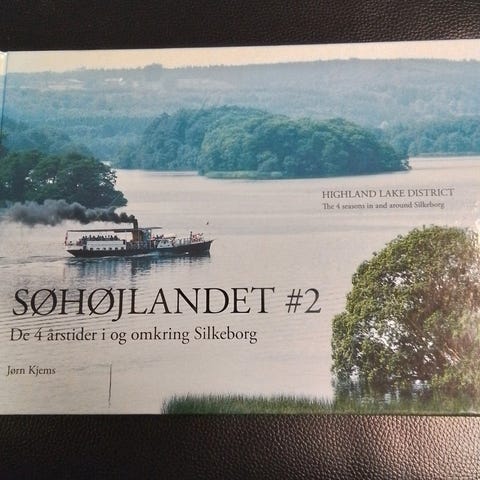 HIGHLAND LAKE DISTRICT
The 4 seasons in and around Silkeborg
SØHØJLANDET #2
De 4 årstider i og omkring Silkeborg
Jørn Kjems